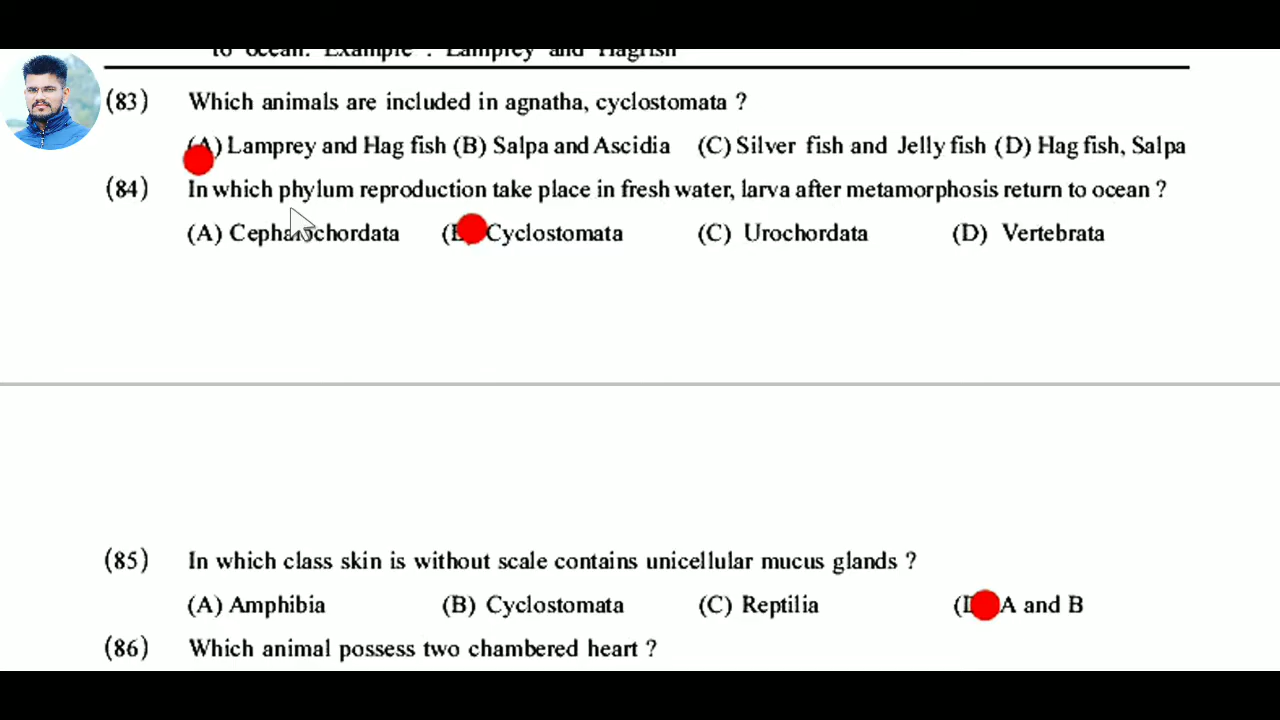 to ocean. Example : Lamprey and Hagfish
(83) Which animals are included in agnatha, cyclostomata ?
(A) Lamprey and Hag fish (B) Salpa and Ascidia (C) Silver fish and Jelly fish (D) Hag fish, Salpa
(84) In which phylum reproduction take place in fresh water, larva after metamorphosis return to ocean ?
(A) Cephalochordata (B) Cyclostomata (C) Urochordata (D) Vertebrata
(85) In which class skin is without scale contains unicellular mucus glands ?
(A) Amphibia (B) Cyclostomata (C) Reptilia (D) A and B
(86) Which animal possess two chambered heart ?